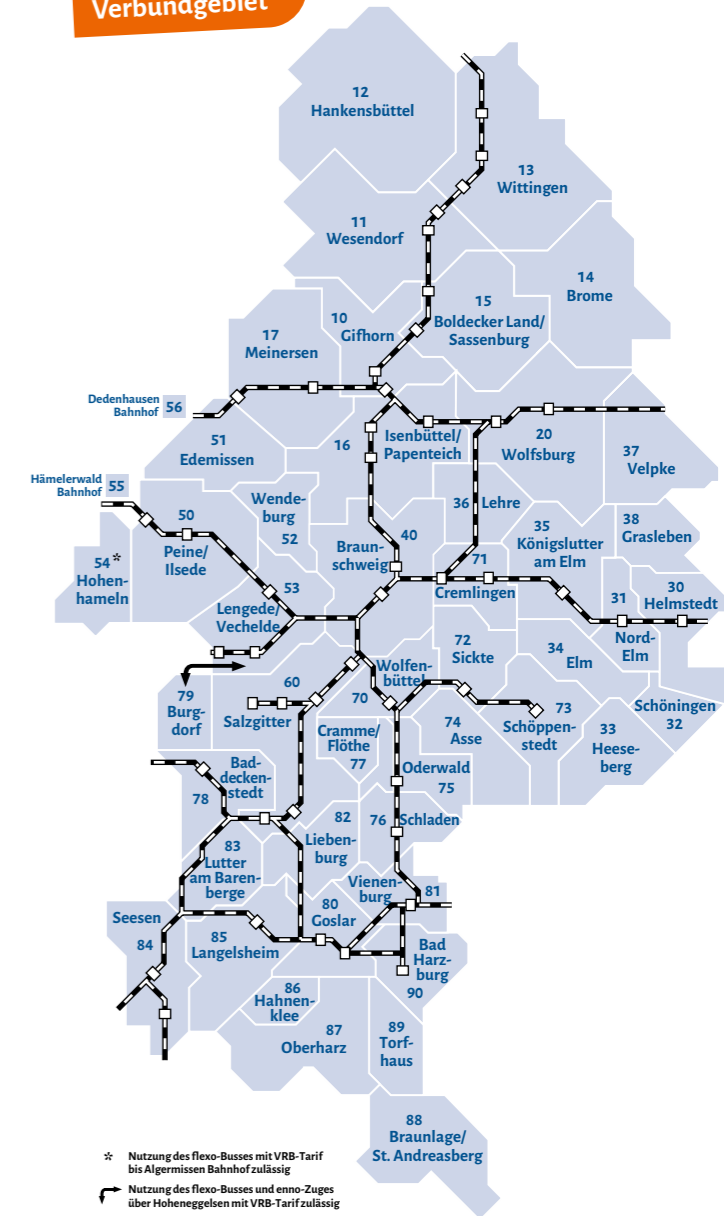 Verbundgebiet
12
Hankensbüttel
13
Wittingen
11
Wesendorf
14
Brome
15
Boldecker Land/
Sassenburg
10
Gifhorn
17
Meinersen
Dedenhausen
Bahnhof
56
16
Isenbüttel/
Papenteich
20
Wolfsburg
51
Edemissen
37
Velpke
Hämelerwald
Bahnhof
55
Wende-
burg
52
36
Lehre
50
Peine/
Ilsede
40
Braun-
schweig
35
Königslutter
am Elm
38
Grasleben
54*
Hohen-
hameln
53
Lengede/
Vechelde
71
Cremlingen
31
Nord-
Elm
30
Helmstedt
72
Sickte
34
Elm
79
Burg-
dorf
60
Salzgitter
Wolfen-
büttel
70
73
Schöppen-
stedt
Schöningen
32
74
Asse
33
Heese-
berg
Cramme/
Flöthe
77
Bad-
decken-
stedt
78
Oderwald
75
82
Lieben-
burg
76
Schladen
83
Lutter
am Baren-
berge
Vienen-
burg
81
80
Goslar
Seesen
84
85
Langelsheim
Bad
Harz-
burg
90
86
Hahnen-
klee
87
Oberharz
89
Torf-
haus
88
Braunlage/
St. Andreasberg
* Nutzung des flexo-Busses mit VRB-Tarif
bis Algermissen Bahnhof zulässig
Nutzung des flexo-Busses und enno-Zuges
über Hoheneggelsen mit VRB-Tarif zulässig